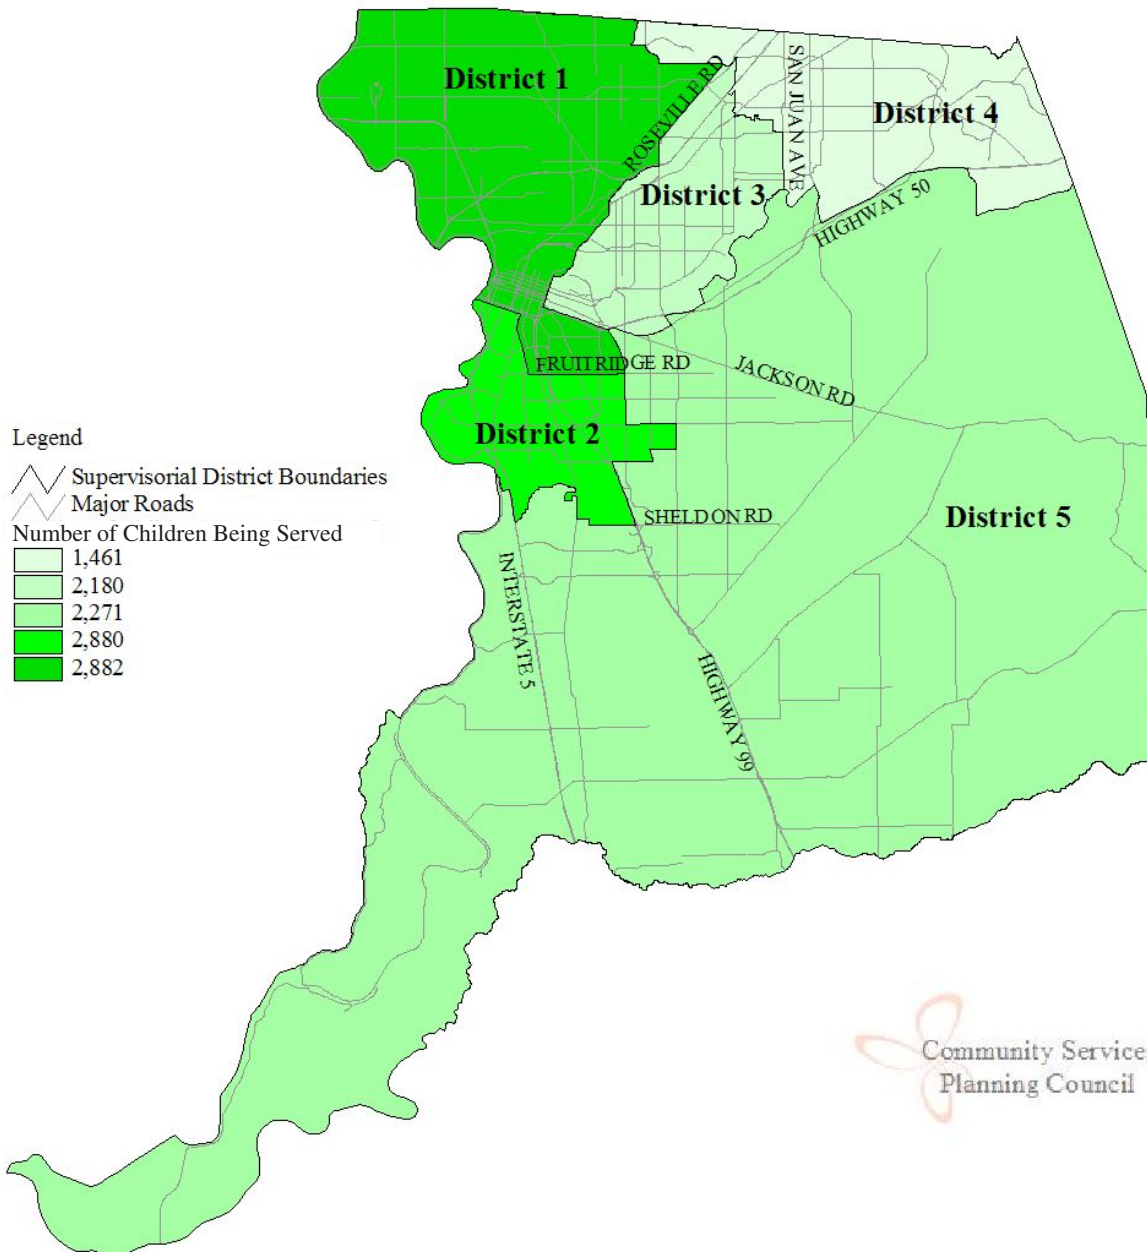 District 1
ROSEVILLE RD
SAN JUAN AVE
District 4
District 3
HIGHWAY 50
FRUITRIDGE RD
JACKSON RD
District 2
SHELDON RD
District 5
INTERSTATE 5
HIGHWAY 99
Legend
Supervisorial District Boundaries
Major Roads
Number of Children Being Served
1,461
2,180
2,271
2,880
2,882
Community Service
Planning Council